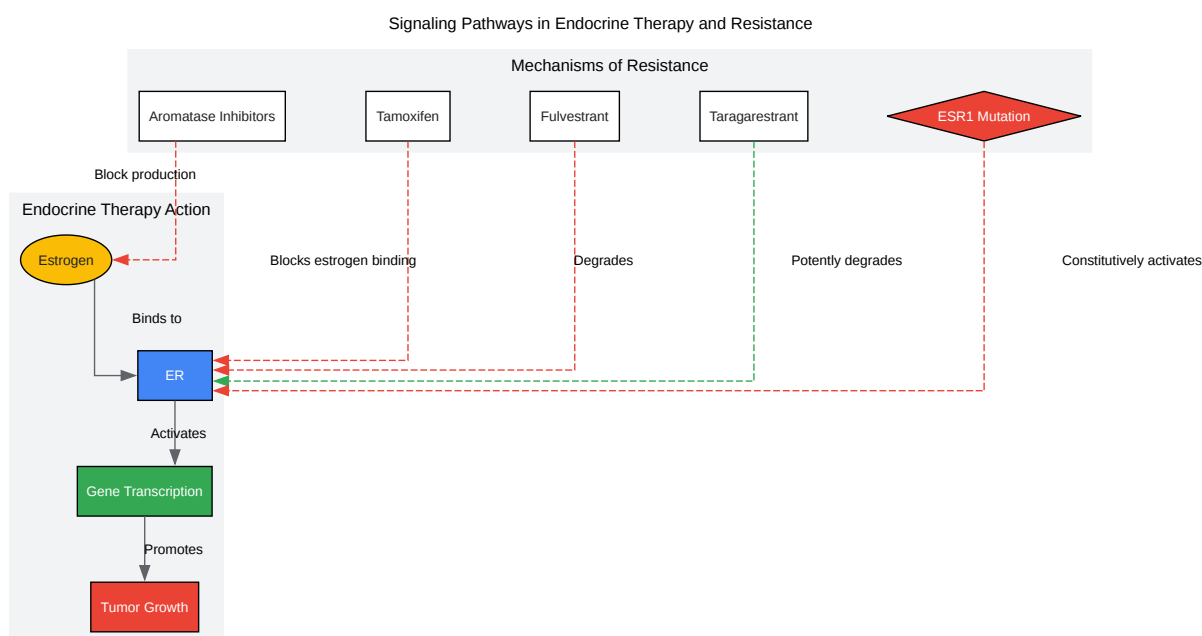 Signaling Pathways in Endocrine Therapy and Resistance
Mechanisms of Resistance
Aromatase Inhibitors
Tamoxifen
Fulvestrant
Taragarestrant
ESR1 Mutation
Block production
Endocrine Therapy Action
Estrogen
Blocks estrogen binding
Degrades
Potently degrades
Constitutively activates
Binds to
ER
Activates
Gene Transcription
Promotes
Tumor Growth